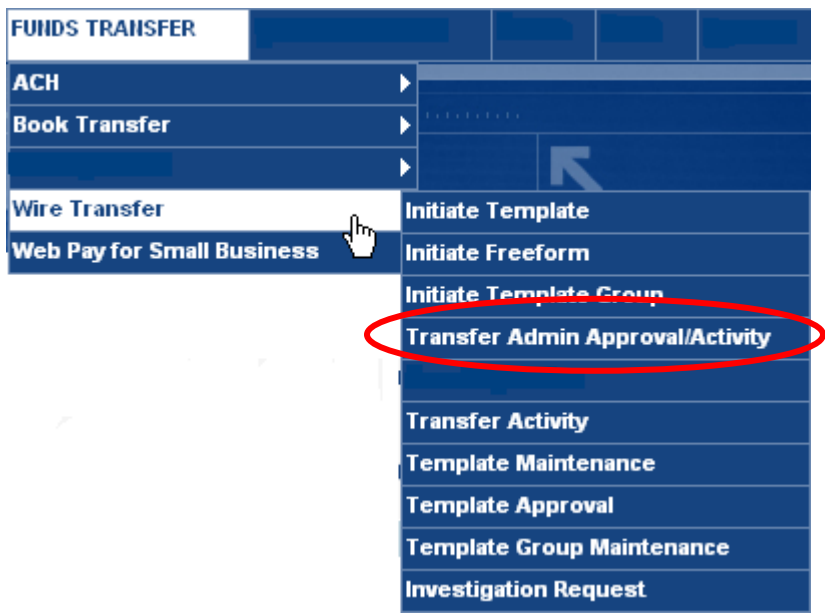 FUNDS TRANSFER
ACH
Book Transfer
Wire Transfer
Web Pay for Small Business
Initiate Template
Initiate Freeform
Initiate Template Group
Transfer Admin Approval/Activity
Transfer Activity
Template Maintenance
Template Approval
Template Group Maintenance
Investigation Request